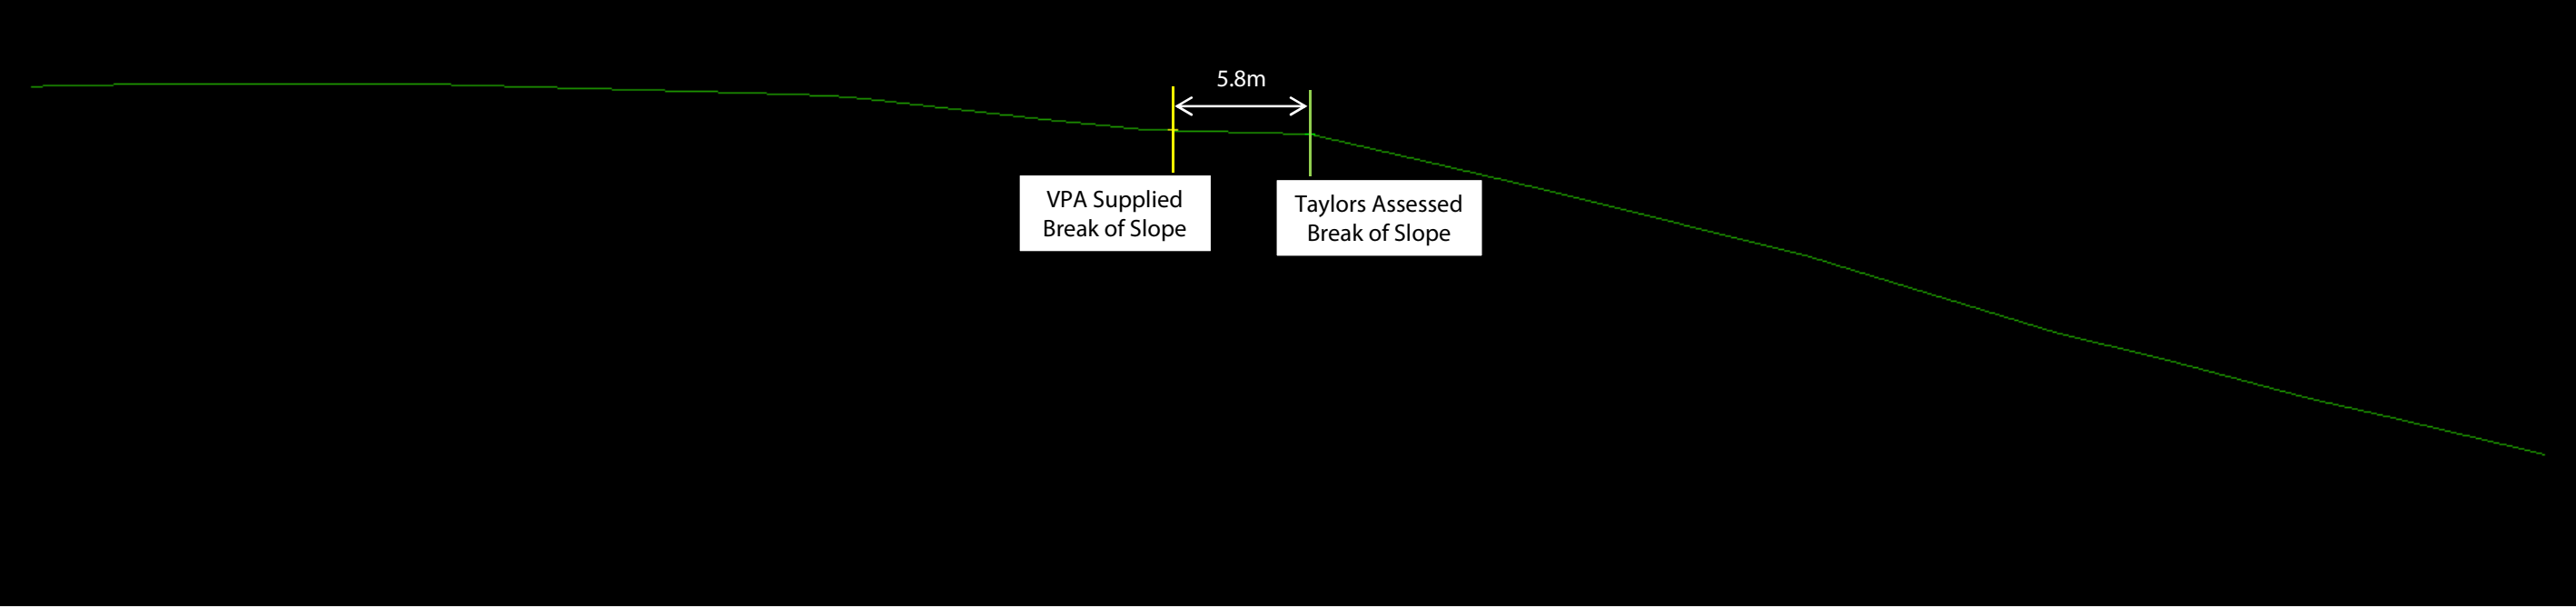 5.8m
VPA Supplied
Break of Slope
Taylors Assessed
Break of Slope